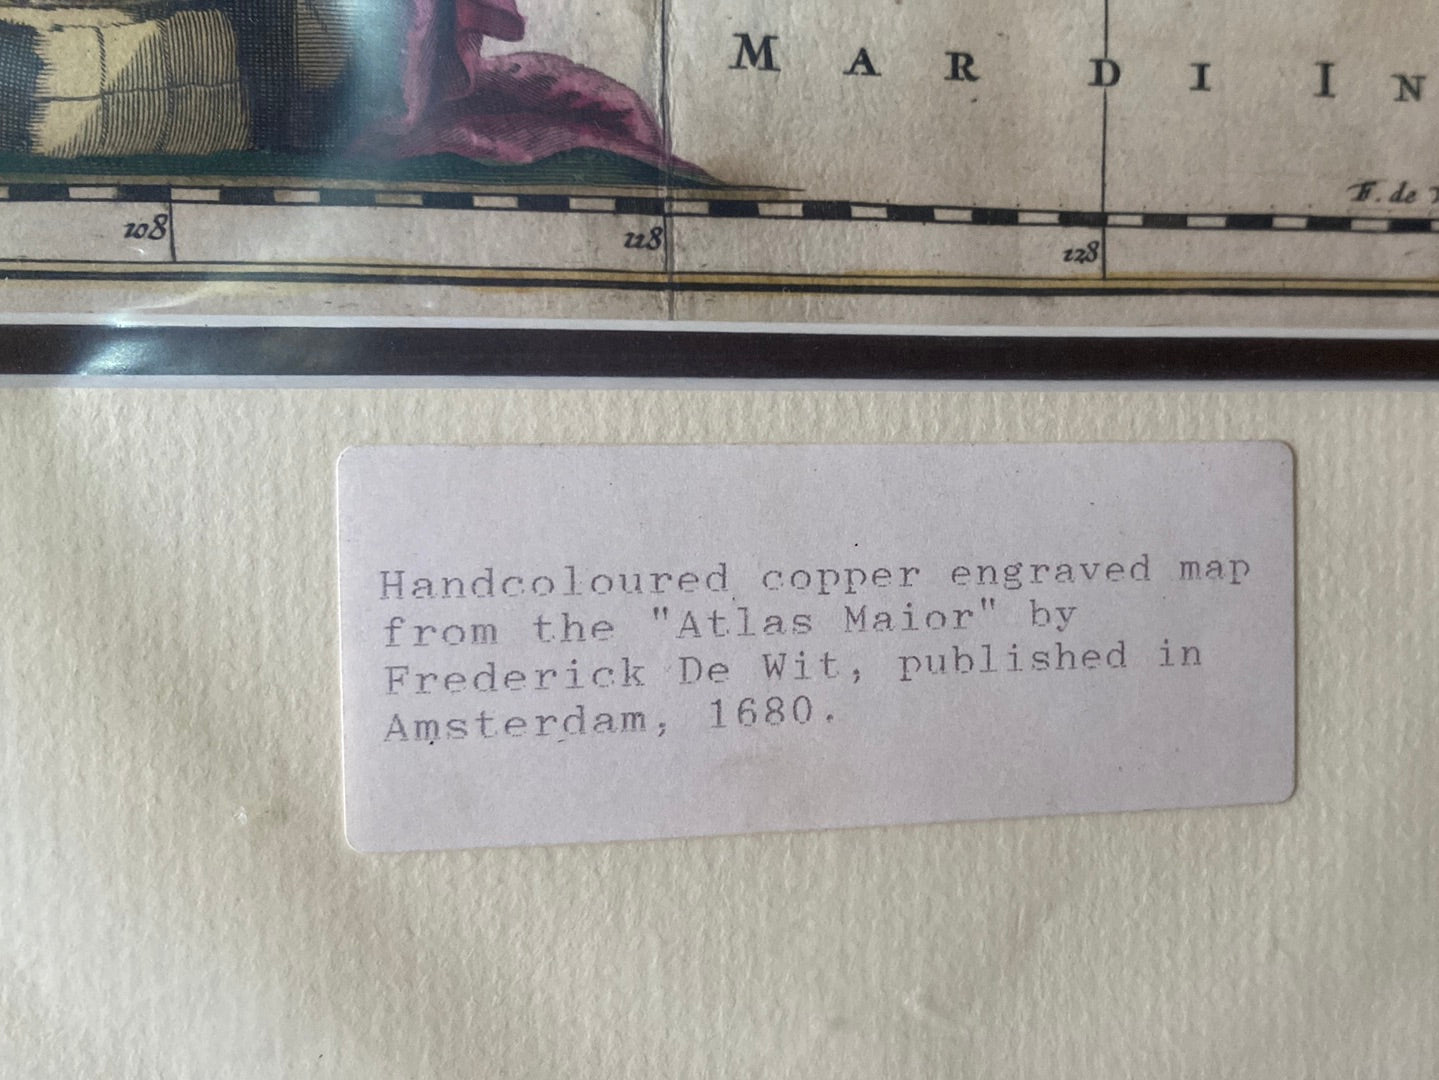 M A R D I I N
F. de
108
118
128
Handcoloured copper engraved map
from the "Atlas Maior" by
Frederick De Wit, published in
Amsterdam, 1680.